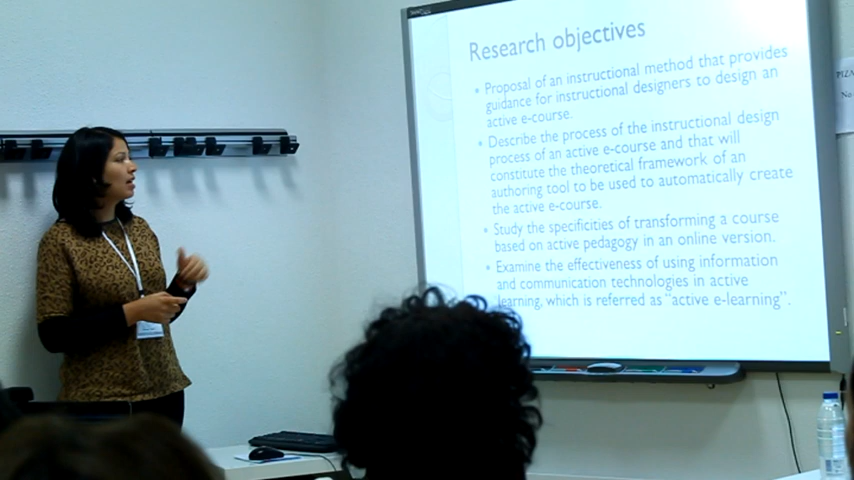 Research objectives
• Proposal of an instructional method that provides
guidance for instructional designers to design an
active e-course.
• Describe the process of the instructional design
process of an active e-course and that will
constitute the theoretical framework of an
authoring tool to be used to automatically create
the active e-course.
• Study the specificities of transforming a course
based on active pedagogy in an online version.
• Examine the effectiveness of using information
and communication technologies in active
learning, which is referred as "active e-learning".
PIZA
No